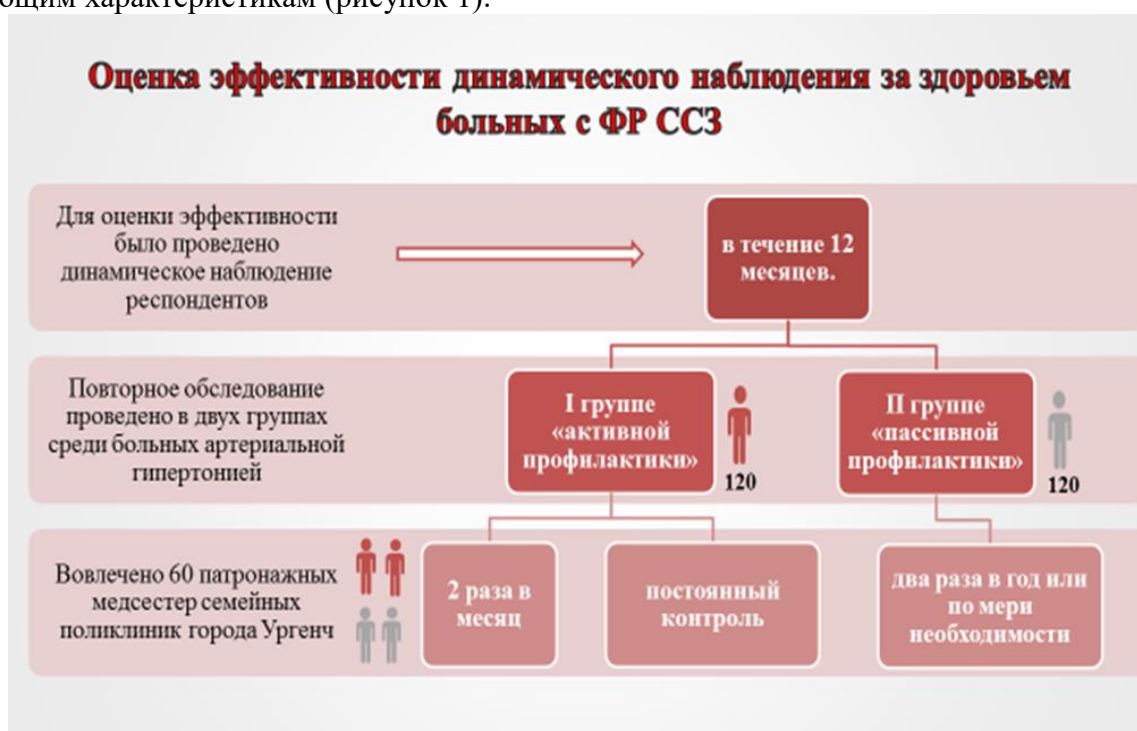 ощим характеристикам (рисунок 1).
Оценка эффективности динамического наблюдения за здоровьем
больных с ФР ССЗ
Для оценки эффективности
было проведено
динамическое наблюдение
респондентов
в течение 12
месяцев.
Повторное обследование
проведено в двух группах
среди больных артериальной
гипертонией
I группе
«активной
профилактики»
120
II группе
«пассивной
профилактики»
120
Вовлечено 60 патронажных
медсестер семейных
поликлиник города Ургенч
2 раза в
месяц
постоянный
контроль
два раза в год или
по мери
необходимости